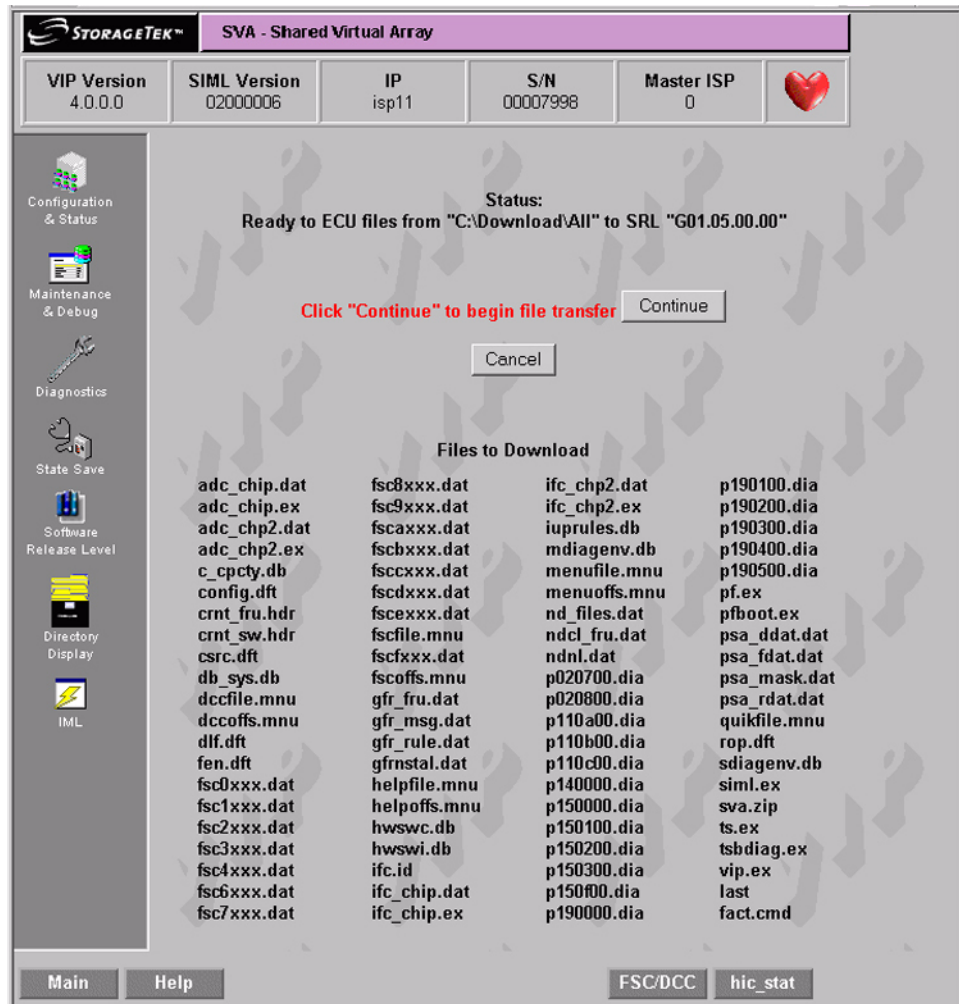 STORAGETEK™ SVA - Shared Virtual Array
VIP Version SIML Version IP S/N Master ISP
4.0.0.0 02000006 isp11 00007998 0
Configuration
& Status
Maintenance
& Debug
Diagnostics
State Save
Software
Release Level
Directory
Display
IML
Status:
Ready to ECU files from "C:\Download\All" to SRL "G01.05.00.00"
Click "Continue" to begin file transfer Continue
Cancel
Files to Download
adc_chip.dat fsc8xxx.dat ifc_chp2.dat p190100.dia
adc_chip.ex fsc9xxx.dat ifc_chp2.ex p190200.dia
adc_chp2.dat fscaxxx.dat iuprules.db p190300.dia
adc_chp2.ex fscbxxx.dat mdiagenv.db p190400.dia
c_cpcty.db fsccxxx.dat menufile.mnu p190500.dia
config.dft fscdxxx.dat menuoffs.mnu pf.ex
crnt_fru.hdr fscexxx.dat nd_files.dat pfboot.ex
crnt_sw.hdr fscfile.mnu ndcl_fru.dat psa_ddat.dat
csrc.dft fscfxxx.dat ndnl.dat psa_fdat.dat
db_sys.db fscoffs.mnu p020700.dia psa_mask.dat
dccfile.mnu gfr_fru.dat p020800.dia psa_rdat.dat
dccoffs.mnu gfr_msg.dat p110a00.dia quikfile.mnu
dlf.dft gfr_rule.dat p110b00.dia rop.dft
fen.dft gfrnstal.dat p110c00.dia sdiagenv.db
fsc0xxx.dat helpfile.mnu p140000.dia siml.ex
fsc1xxx.dat helpoffs.mnu p150000.dia sva.zip
fsc2xxx.dat hwswc.db p150100.dia ts.ex
fsc3xxx.dat hwswi.db p150200.dia tsbdiag.ex
fsc4xxx.dat ifc.id p150300.dia vip.ex
fsc6xxx.dat ifc_chip.dat p150f00.dia last
fsc7xxx.dat ifc_chip.ex p190000.dia fact.cmd
Main Help FSC/DCC hic_stat